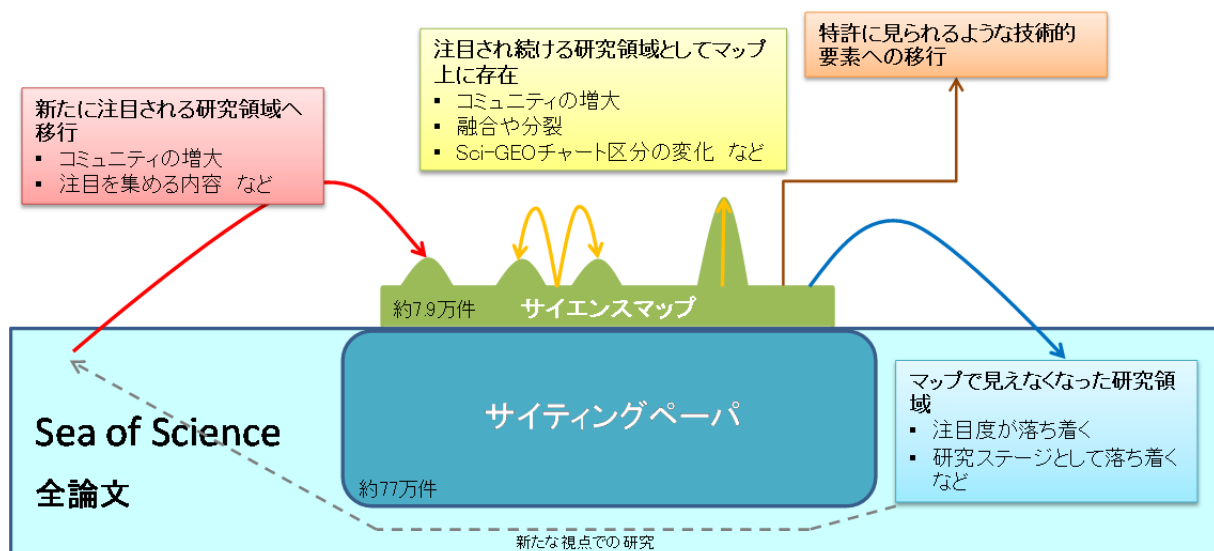 新たに注目される研究領域へ
移行
▪ コミュニティの増大
▪ 注目を集める内容 など
注目され続ける研究領域としてマップ
上に存在
▪ コミュニティの増大
▪ 融合や分裂
▪ Sci-GEOチャート区分の変化 など
特許に見られるような技術的
要素への移行
約7.9万件
サイエンスマップ
サイティングペーパ
約77万件
Sea of Science
全論文
マップで見えなくなった研究領
域
▪ 注目度が落ち着く
▪ 研究ステージとして落ち着く
など
新たな視点での研究